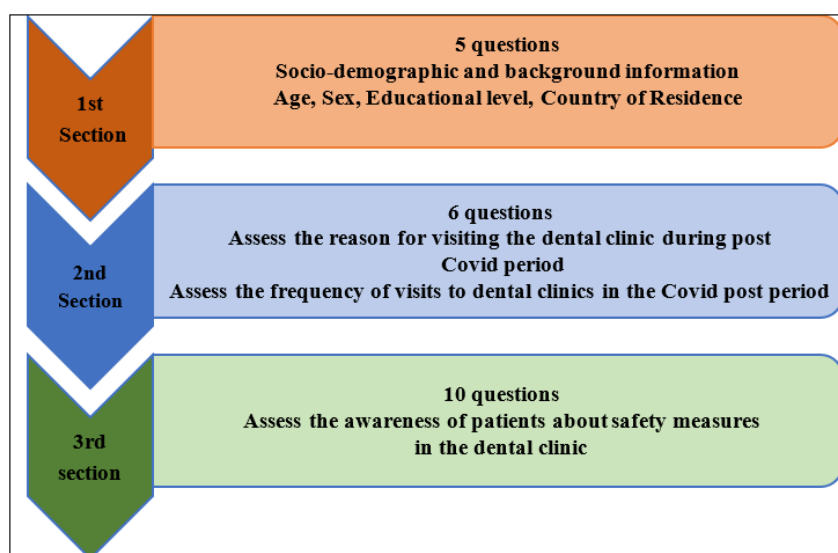 1st
Section
5 questions
Socio-demographic and background information
Age, Sex, Educational level, Country of Residence
2nd
Section
6 questions
Assess the reason for visiting the dental clinic during post
Covid period
Assess the frequency of visits to dental clinics in the Covid post period
3rd
section
10 questions
Assess the awareness of patients about safety measures
in the dental clinic